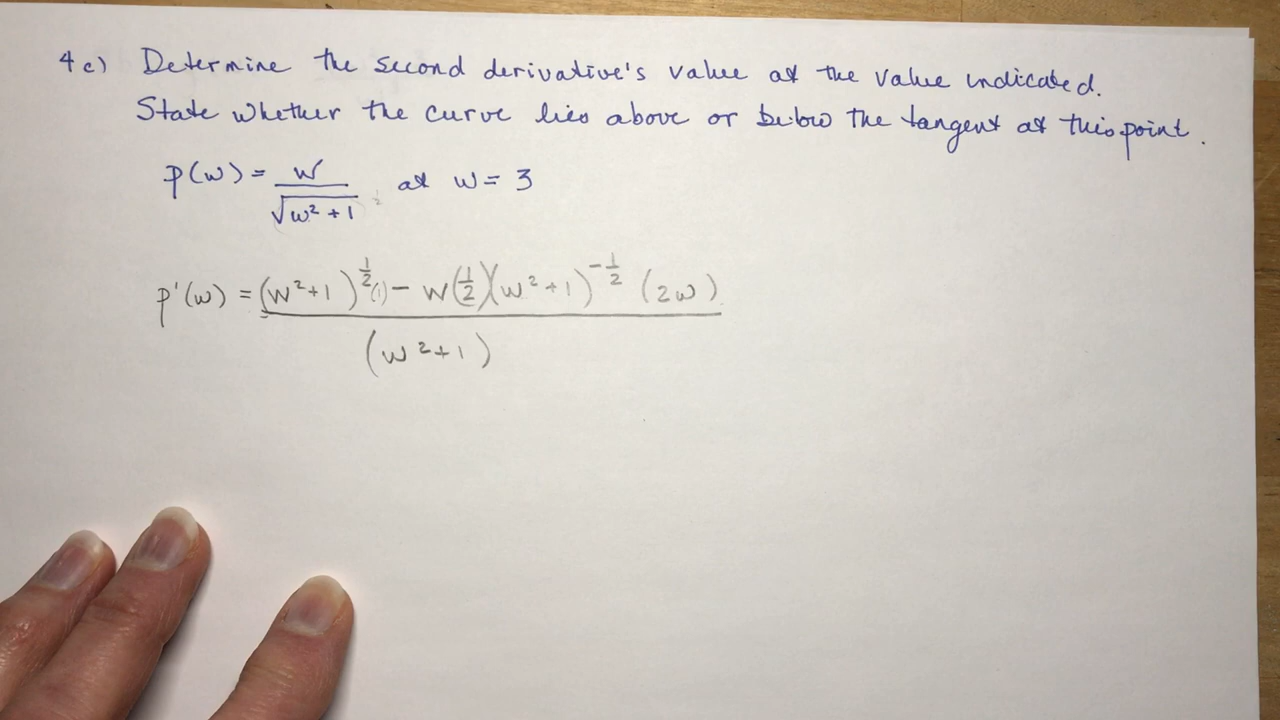 4c) Determine the second derivative's value at the value indicated.
State whether the curve lies above or below the tangent at this point.
p(w) = w / √(w² + 1) at w = 3
p'(w) = (w²+1)^(1/2) (1) - w(1/2)(w²+1)^(-1/2) (2w)
(w²+1)